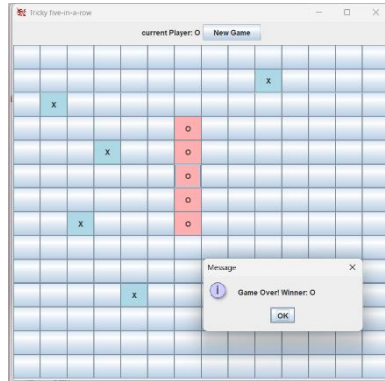 Tricky five-in-a-row
current Player: O New Game
X
X
O
X O
O
O
X O
Message
X Game Over! Winner: O
OK